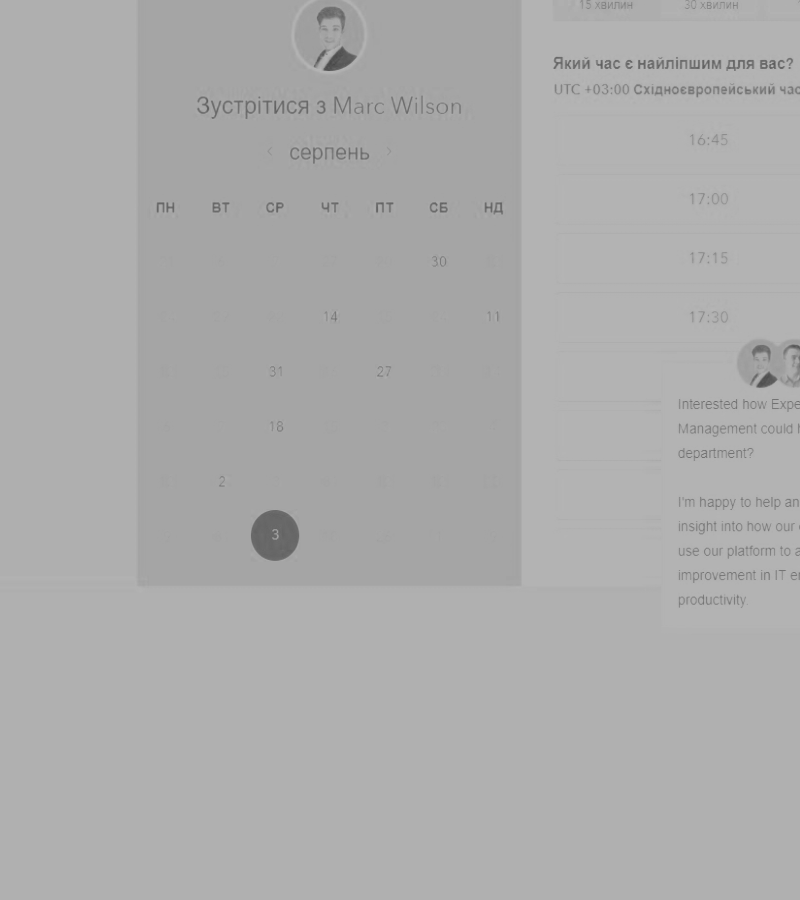 15 хвилин
30 хвилин
Зустрітися з Marc Wilson
серпень
ПН ВТ СР ЧТ ПТ СБ НД
30
14 11
31 27
18
2
3
Який час є найліпшим для вас?
UTC +03:00 Східноєвропейський час
16:45
17:00
17:15
17:30
Interested how
Management could
department?
I'm happy to help
insight into how our
use our platform to
improvement in IT
productivity.